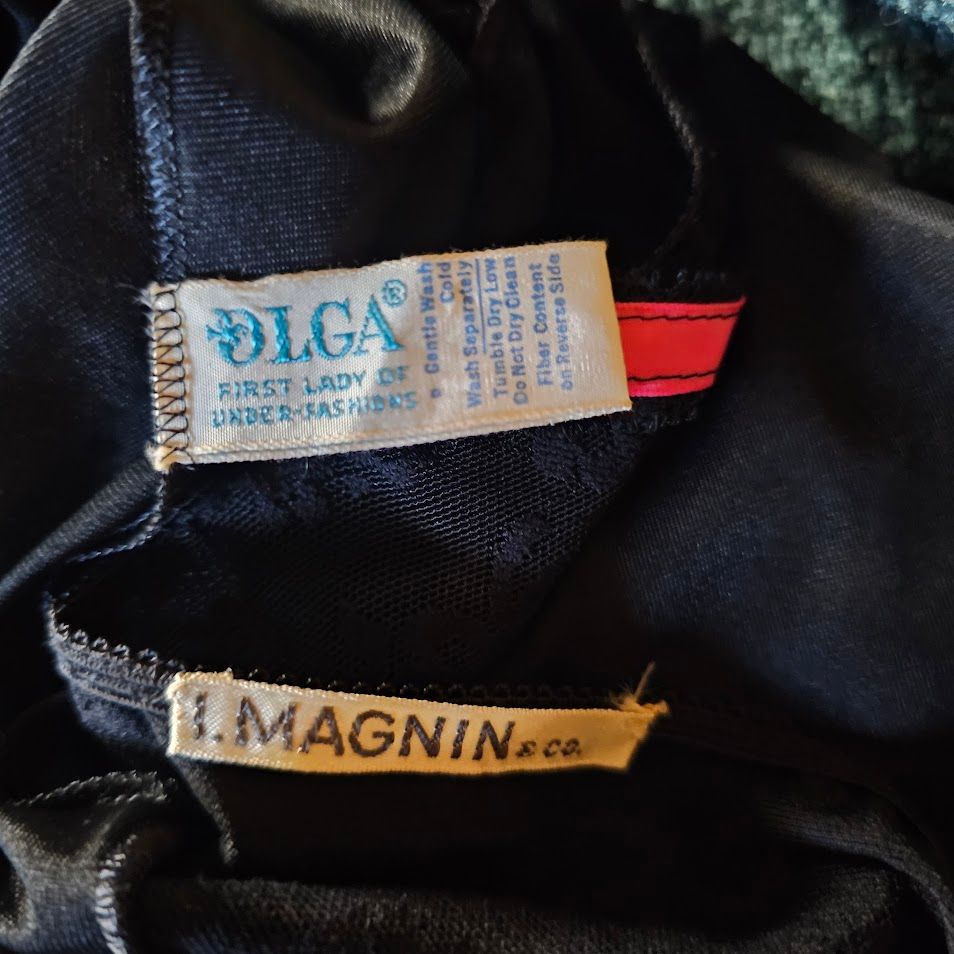 OLGA®
FIRST LADY OF
UNDER-FASHIONS
Gentle Wash
Cold
Wash Separately
Tumble Dry Low
Do Not Dry Clean
Fiber Content
on Reverse Side
I. MAGNIN & CO.